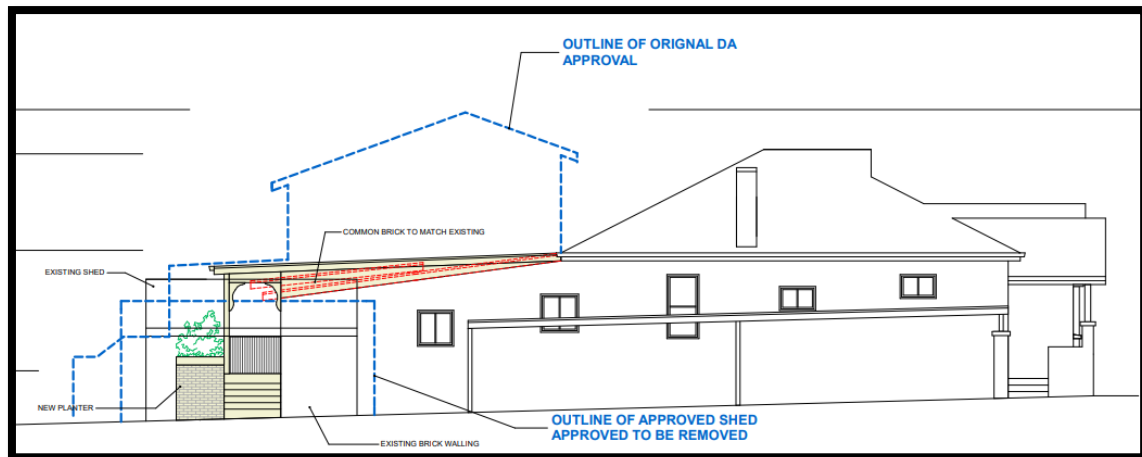 OUTLINE OF ORIGNAL DA
APPROVAL
COMMON BRICK TO MATCH EXISTING
EXISTING SHED
NEW PLANTER
OUTLINE OF APPROVED SHED
APPROVED TO BE REMOVED
EXISTING BRICK WALLING